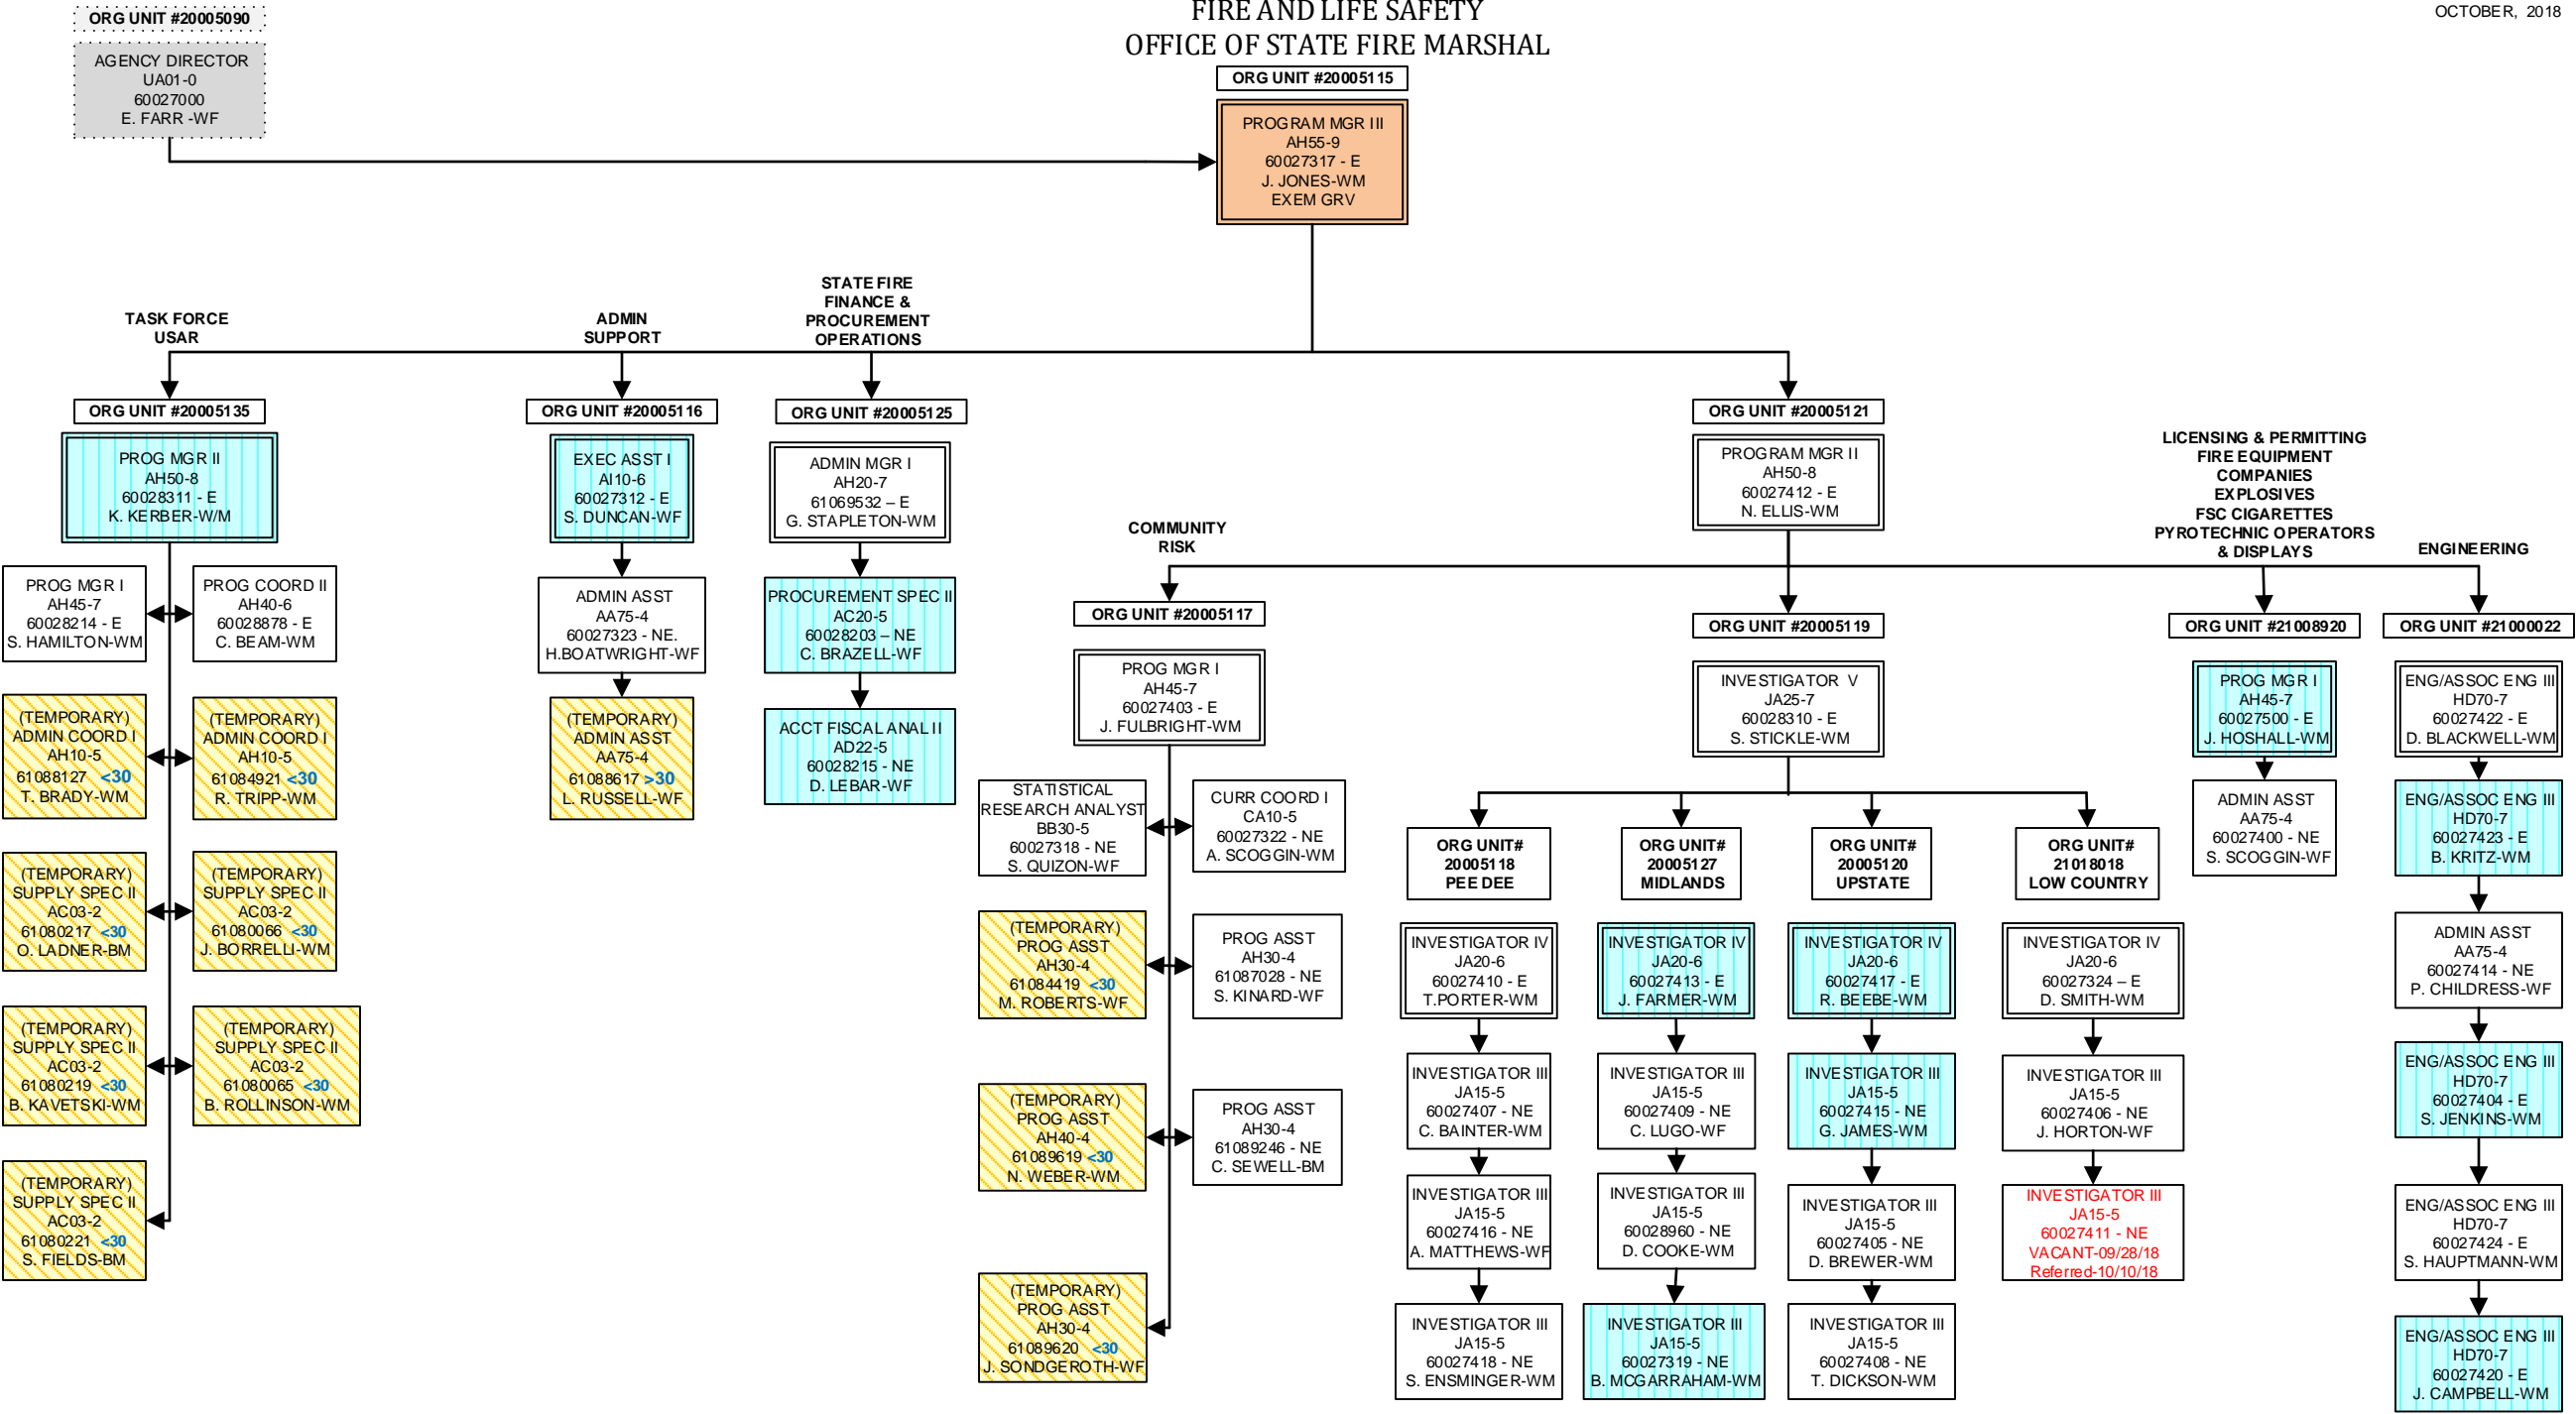 ORG UNIT #20005090
AGENCY DIRECTOR
UA01-0
60027000
E. FARR -WF
FIRE AND LIFE SAFETY
OFFICE OF STATE FIRE MARSHAL
OCTOBER, 2018
ORG UNIT #20005115
PROGRAM MGR III
AH55-9
60027317 - E
J. JONES-WM
EXEM GRV
TASK FORCE
USAR
ORG UNIT #20005135
PROG MGR II
AH50-8
60028311 - E
K. KERBER-W/M
PROG MGR I
AH45-7
60028214 - E
S. HAMILTON-WM
PROG COORD II
AH40-6
60028878 - E
C. BEAM-WM
(TEMPORARY)
ADMIN COORD I
AH10-5
61088127 <30
T. BRADY-WM
(TEMPORARY)
ADMIN COORD I
AH10-5
61084921 <30
R. TRIPP-WM
(TEMPORARY)
SUPPLY SPEC II
AC03-2
61080217 <30
O. LADNER-BM
(TEMPORARY)
SUPPLY SPEC II
AC03-2
61080066 <30
J. BORRELLI-WM
(TEMPORARY)
SUPPLY SPEC II
AC03-2
61080219 <30
B. KAVETSKI-WM
(TEMPORARY)
SUPPLY SPEC II
AC03-2
61080065 <30
B. ROLLINSON-WM
(TEMPORARY)
SUPPLY SPEC II
AC03-2
61080221 <30
S. FIELDS-BM
ADMIN
SUPPORT
ORG UNIT #20005116
EXEC ASST I
AI10-6
60027312 - E
S. DUNCAN-WF
ADMIN ASST
AA75-4
60027323 - NE.
H.BOATWRIGHT-WF
(TEMPORARY)
ADMIN ASST
AA75-4
61088617 >30
L. RUSSELL-WF
STATE FIRE
FINANCE &
PROCUREMENT
OPERATIONS
ORG UNIT #20005125
ADMIN MGR I
AH20-7
61069532 – E
G. STAPLETON-WM
PROCUREMENT SPEC II
AC20-5
60028203 – NE
C. BRAZELL-WF
ACCT FISCAL ANAL II
AD22-5
60028215 - NE
D. LEBAR-WF
ORG UNIT #20005121
PROGRAM MGR II
AH50-8
60027412 - E
N. ELLIS-WM
COMMUNITY
RISK
ORG UNIT #20005117
PROG MGR I
AH45-7
60027403 - E
J. FULBRIGHT-WM
STATISTICAL
RESEARCH ANALYST
BB30-5
60027318 - NE
S. QUIZON-WF
CURR COORD I
CA10-5
60027322 - NE
A. SCOGGIN-WM
(TEMPORARY)
PROG ASST
AH30-4
61084419 <30
M. ROBERTS-WF
PROG ASST
AH30-4
61087028 - NE
S. KINARD-WF
(TEMPORARY)
PROG ASST
AH40-4
61089619 <30
N. WEBER-WM
PROG ASST
AH30-4
61089246 - NE
C. SEWELL-BM
(TEMPORARY)
PROG ASST
AH30-4
61089620 <30
J. SONDGEROTH-WF
ORG UNIT #20005119
INVESTIGATOR V
JA25-7
60028310 - E
S. STICKLE-WM
ORG UNIT#
20005118
PEE DEE
INVESTIGATOR IV
JA20-6
60027410 - E
T.PORTER-WM
INVESTIGATOR III
JA15-5
60027407 - NE
C. BAINTER-WM
INVESTIGATOR III
JA15-5
60027416 - NE
A. MATTHEWS-WF
INVESTIGATOR III
JA15-5
60027418 - NE
S. ENSMINGER-WM
ORG UNIT#
20005127
MIDLANDS
INVESTIGATOR IV
JA20-6
60027413 - E
J. FARMER-WM
INVESTIGATOR III
JA15-5
60027409 - NE
C. LUGO-WF
INVESTIGATOR III
JA15-5
60028960 - NE
D. COOKE-WM
INVESTIGATOR III
JA15-5
60027319 - NE
B. MCGARRAHAM-WM
ORG UNIT#
20005120
UPSTATE
INVESTIGATOR IV
JA20-6
60027417 - E
R. BEEBE-WM
INVESTIGATOR III
JA15-5
60027415 - NE
G. JAMES-WM
INVESTIGATOR III
JA15-5
60027405 - NE
D. BREWER-WM
INVESTIGATOR III
JA15-5
60027408 - NE
T. DICKSON-WM
ORG UNIT#
21018018
LOW COUNTRY
INVESTIGATOR IV
JA20-6
60027324 – E
D. SMITH-WM
INVESTIGATOR III
JA15-5
60027406 - NE
J. HORTON-WF
INVESTIGATOR III
JA15-5
60027411 - NE
VACANT-09/28/18
Referred-10/10/18
LICENSING & PERMITTING
FIRE EQUIPMENT
COMPANIES
EXPLOSIVES
FSC CIGARETTES
PYROTECHNIC OPERATORS
& DISPLAYS
ORG UNIT #21008920
PROG MGR I
AH45-7
60027500 - E
J. HOSHALL-WM
ADMIN ASST
AA75-4
60027400 - NE
S. SCOGGIN-WF
ENGINEERING
ORG UNIT #21000022
ENG/ASSOC ENG III
HD70-7
60027422 - E
D. BLACKWELL-WM
ENG/ASSOC ENG III
HD70-7
60027423 - E
B. KRITZ-WM
ADMIN ASST
AA75-4
60027414 - NE
P. CHILDRESS-WF
ENG/ASSOC ENG III
HD70-7
60027404 - E
S. JENKINS-WM
ENG/ASSOC ENG III
HD70-7
60027424 - E
S. HAUPTMANN-WM
ENG/ASSOC ENG III
HD70-7
60027420 - E
J. CAMPBELL-WM